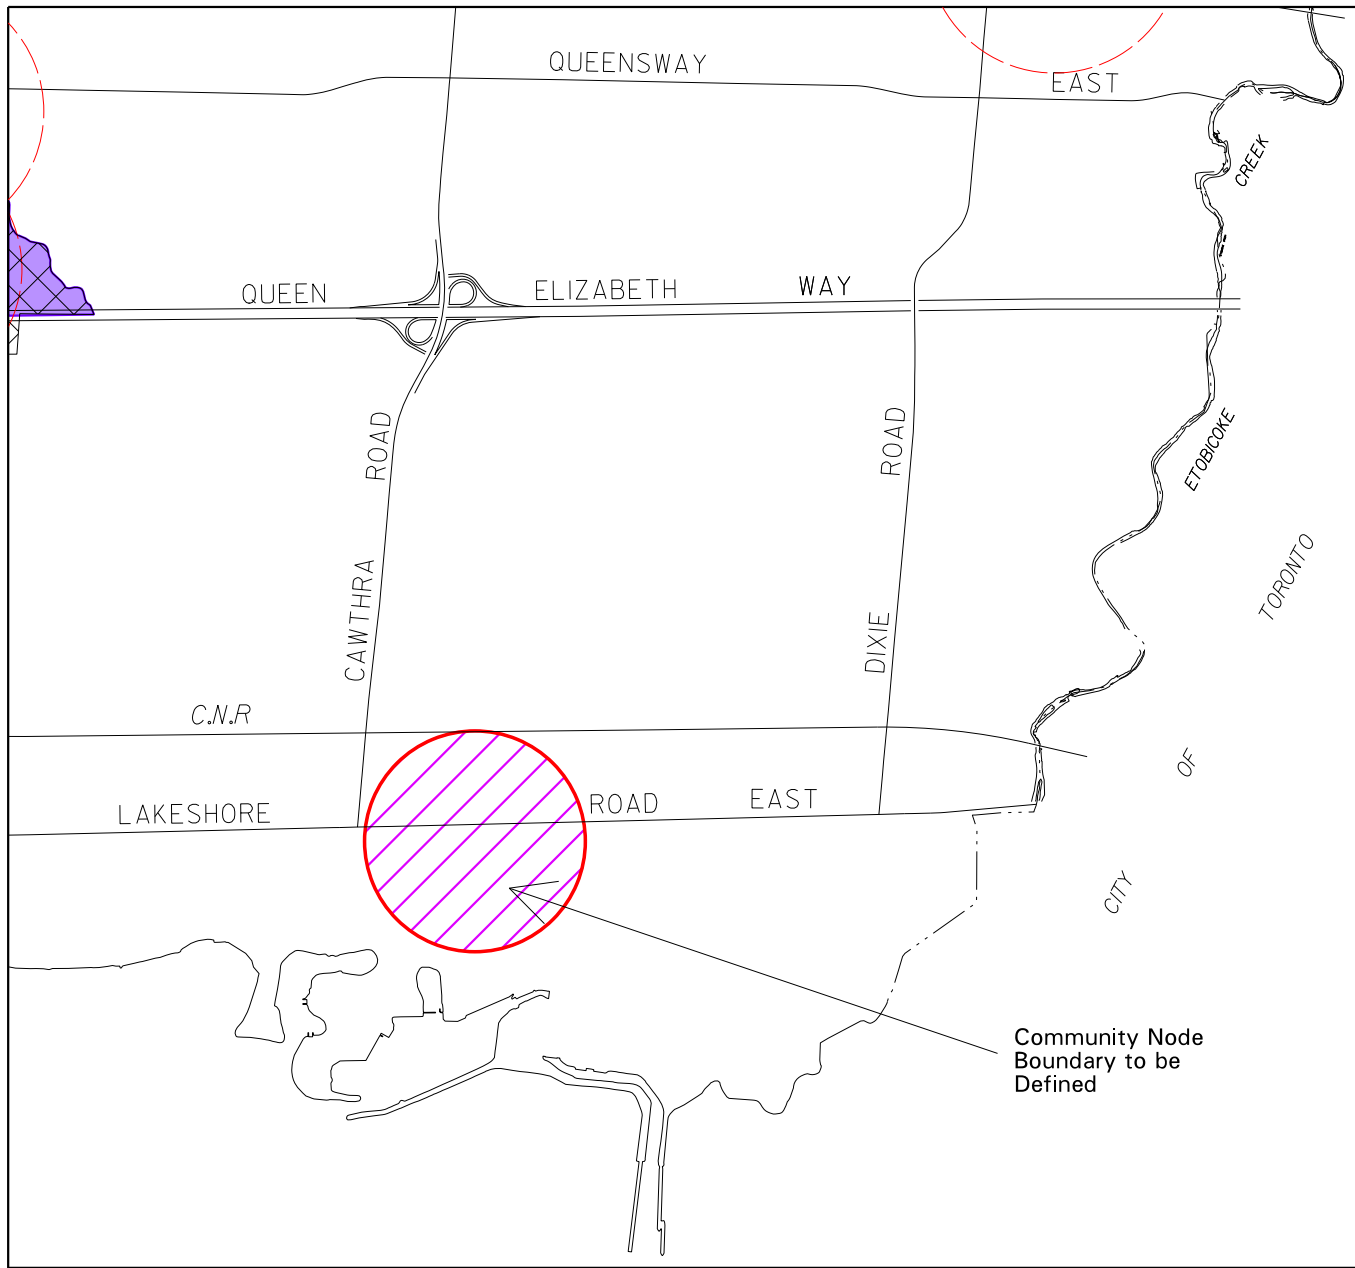 QUEENSWAY
EAST
CREEK
QUEEN ELIZABETH WAY
ROAD
ROAD
ETOBICOKE
TORONTO
CAWTHRA
DIXIE
C.N.R
OF
LAKESHORE ROAD EAST
CITY
Community Node
Boundary to be
Defined